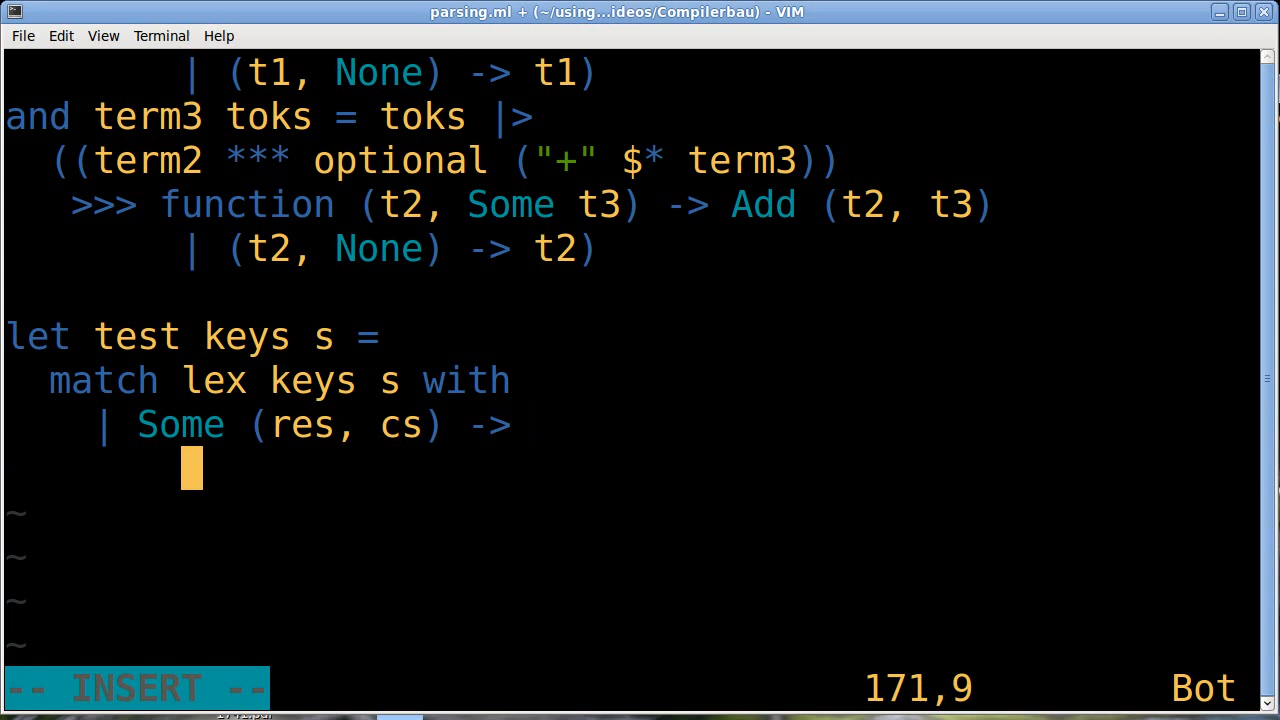 parsing.ml + (~/using...ideos/Compilerbau) - VIM
File Edit View Terminal Help
| (t1, None) -> t1)
and term3 toks = toks |>
((term2 *** optional ("+" $* term3))
>>> function (t2, Some t3) -> Add (t2, t3)
| (t2, None) -> t2)
let test keys s =
match lex keys s with
| Some (res, cs) ->
~
~
~
~
-- INSERT -- 171,9 Bot